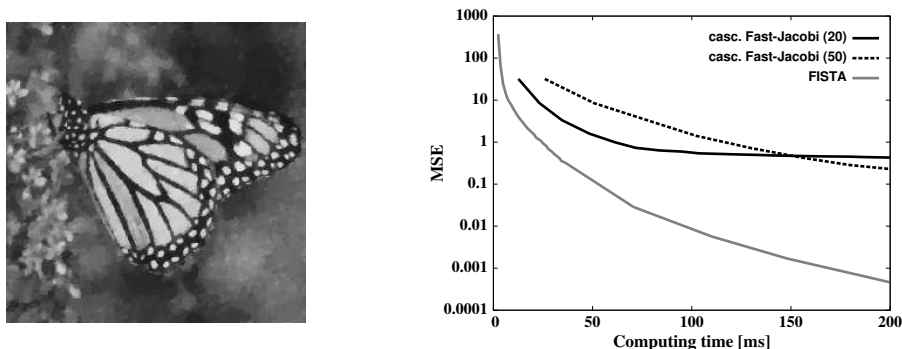 1000
100
10
1
0.1
0.01
0.001
0.0001
MSE
casc. Fast-Jacobi (20)
casc. Fast-Jacobi (50)
FISTA
0
50
100
150
200
Computing time [ms]